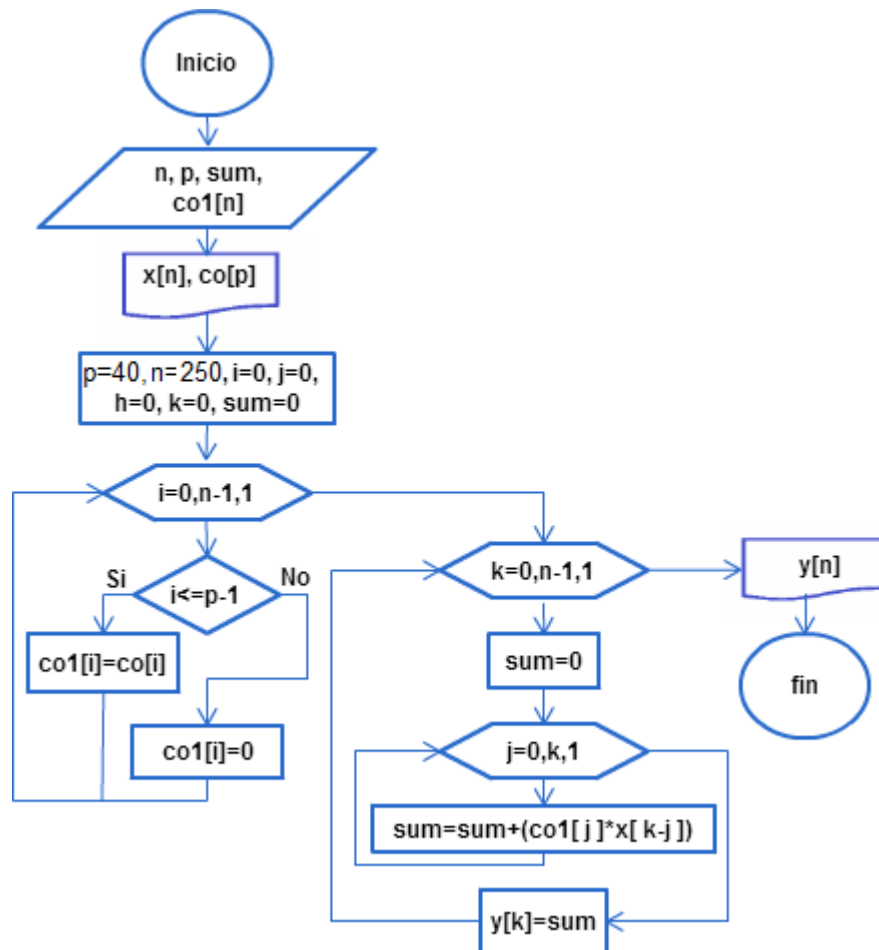 Inicio
n, p, sum,
co1[n]
x[n], co[p]
p=40, n=250, i=0, j=0,
h=0, k=0, sum=0
i=0,n-1,1
Si
No
i<=p-1
co1[i]=co[i]
co1[i]=0
k=0,n-1,1
y[n]
sum=0
fin
j=0,k,1
sum=sum+(co1[ j ]*x[ k-j ])
y[k]=sum